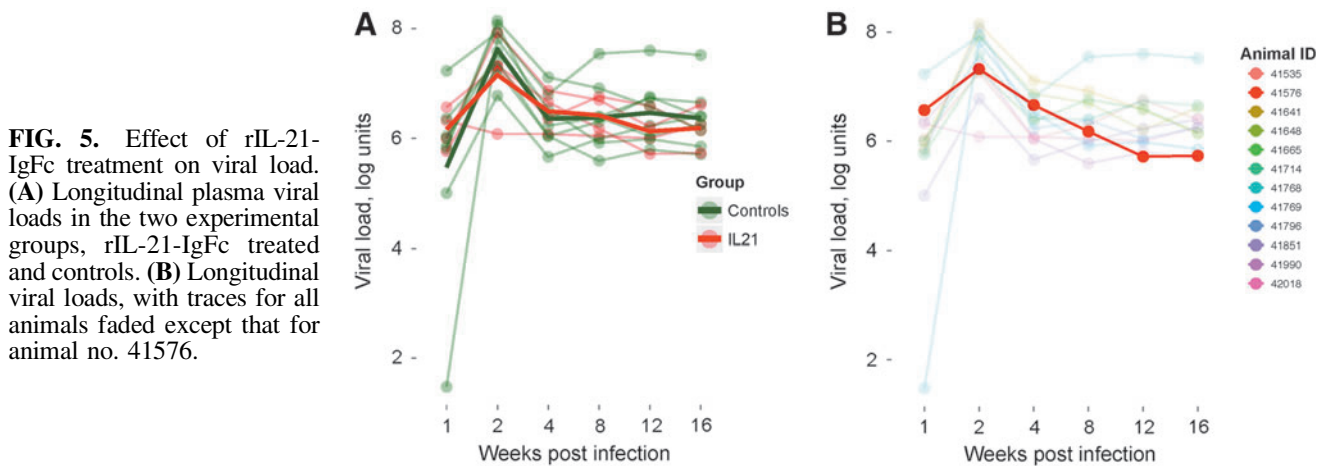 FIG. 5. Effect of rIL-21-
IgFc treatment on viral load.
(A) Longitudinal plasma viral
loads in the two experimental
groups, rIL-21-IgFc treated
and controls. (B) Longitudinal
viral loads, with traces for all
animals faded except that for
animal no. 41576.
A
Viral load, log units
8
6
4
2
1 2 4 8 12 16
Weeks post infection
Group
Controls
IL21
B
Viral load, log units
8
6
4
2
1 2 4 8 12 16
Weeks post infection
Animal ID
41535
41576
41641
41648
41665
41714
41768
41769
41796
41851
41990
42018